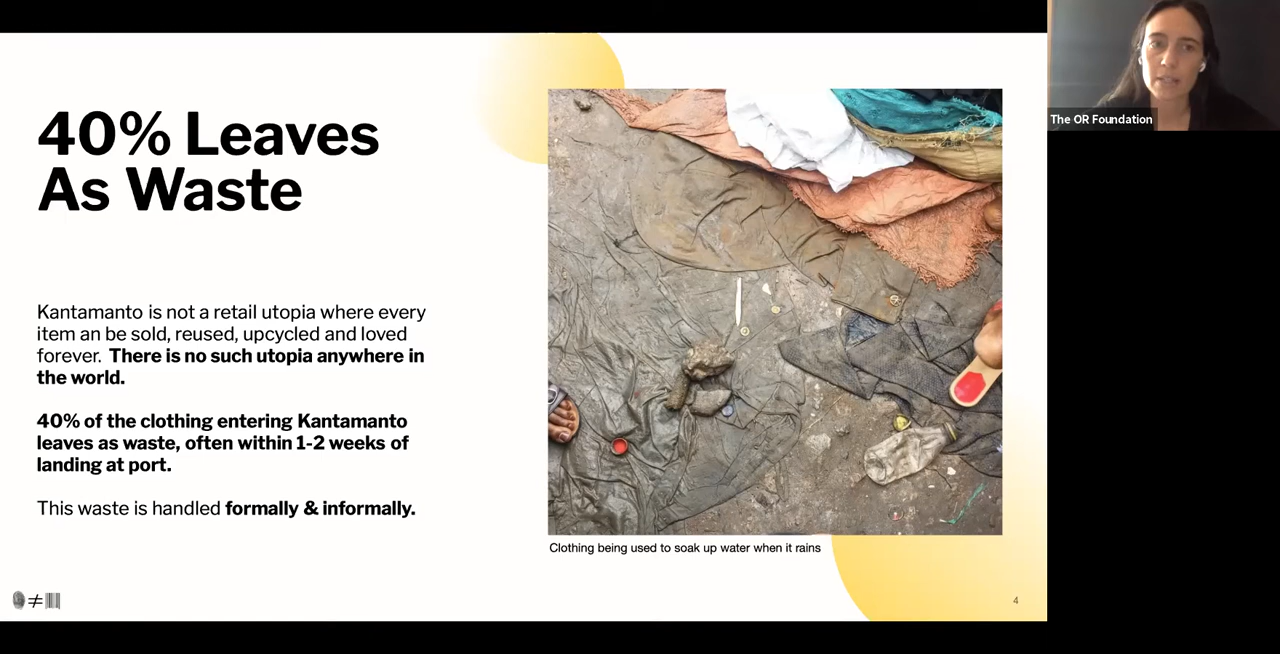 40% Leaves
As Waste
Kantamanto is not a retail utopia where every
item an be sold, reused, upcycled and loved
forever. There is no such utopia anywhere in
the world.
40% of the clothing entering Kantamanto
leaves as waste, often within 1-2 weeks of
landing at port.
This waste is handled formally & informally.
Clothing being used to soak up water when it rains
≠
4
The OR Foundation